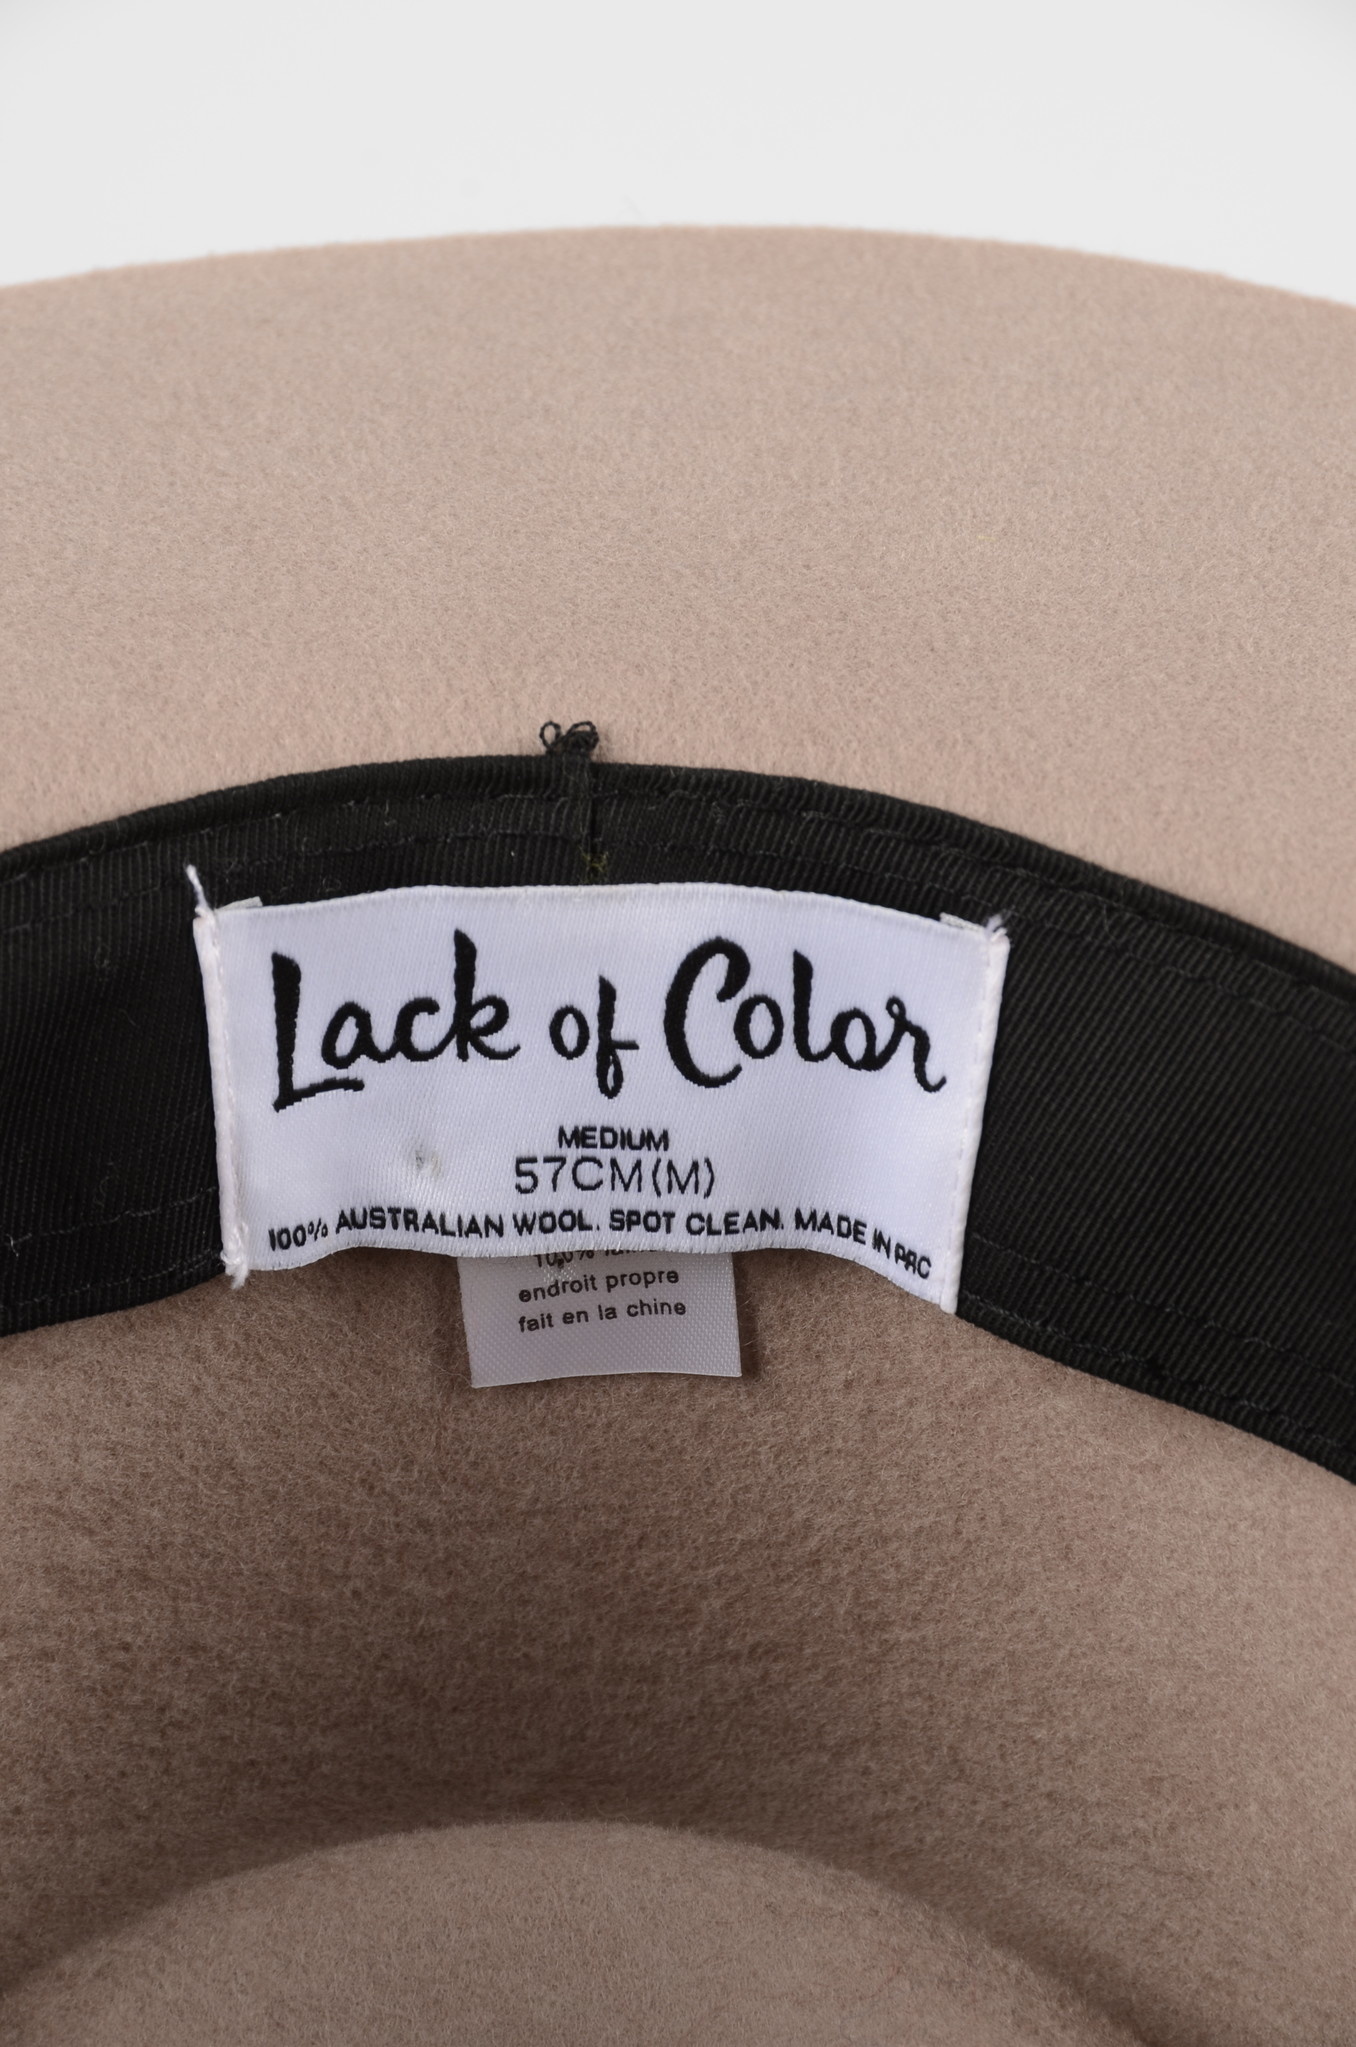 Lack of Color
MEDIUM
57CM(M)
100% AUSTRALIAN WOOL. SPOT CLEAN. MADE IN PRC
100%
endroit propre
fait en la chine